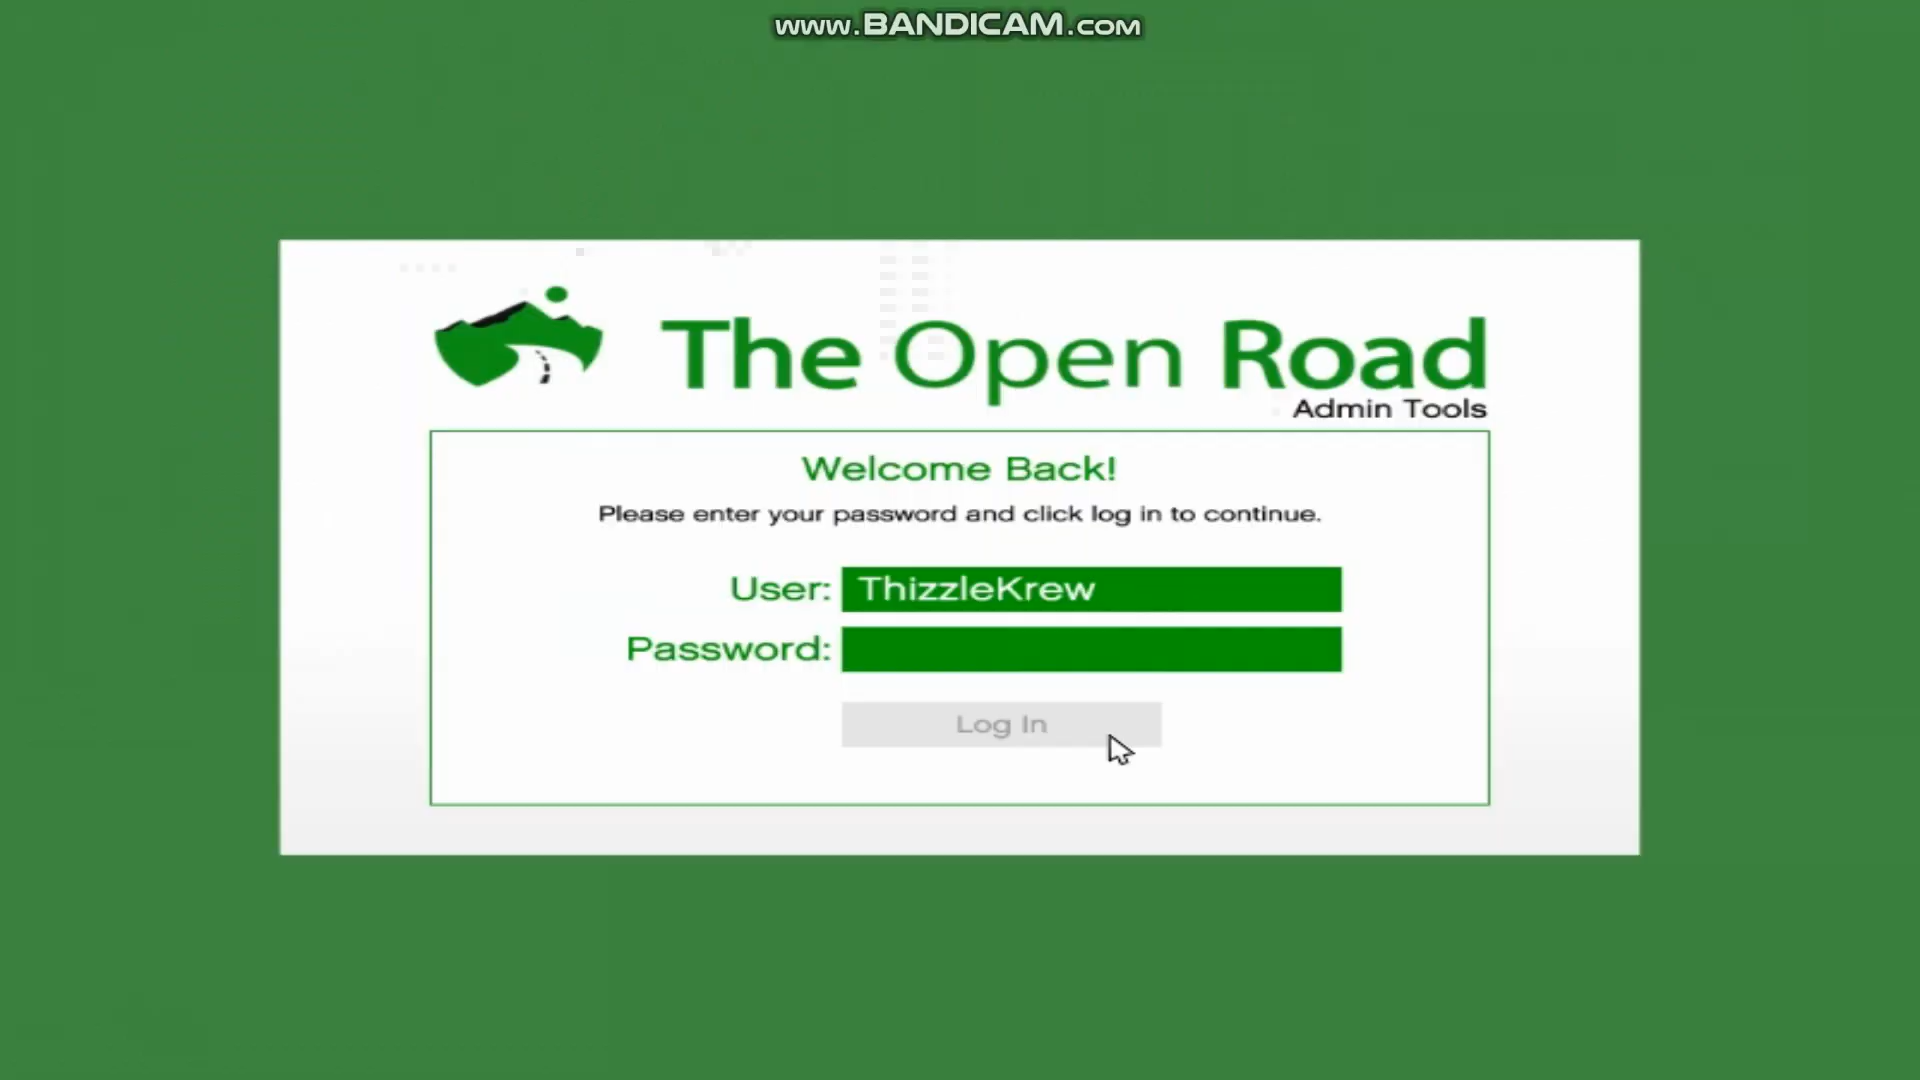 www.BANDICAM.com
The Open Road
Admin Tools
Welcome Back!
Please enter your password and click log in to continue.
User: ThizzleKrew
Password:
Log In